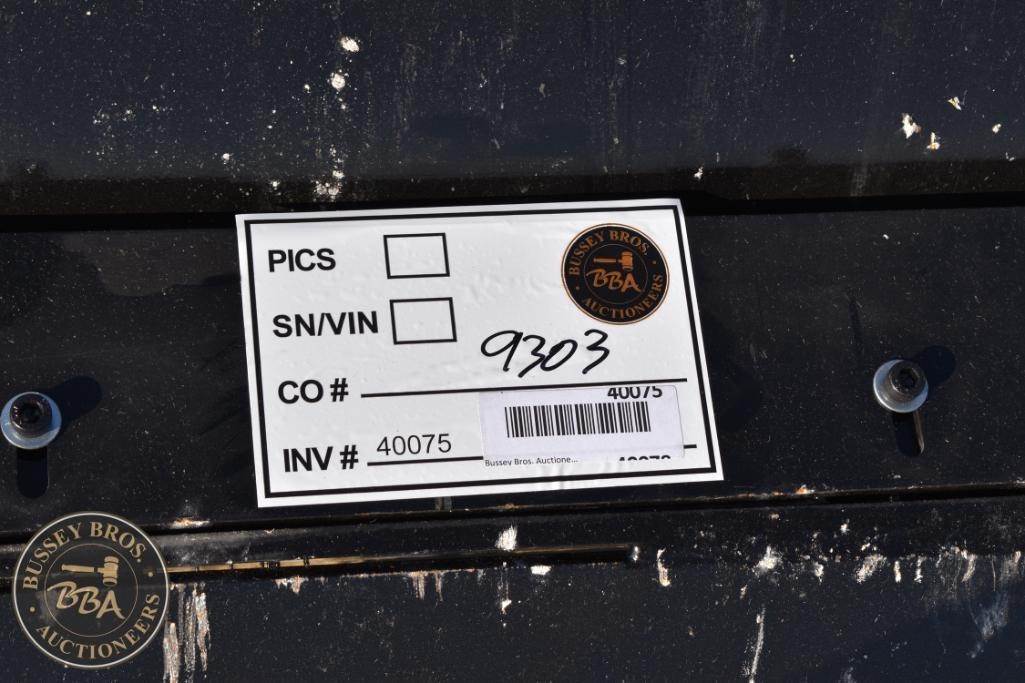 PICS
BUSSEY BROS.
BBA
AUCTIONEERS
SN/VIN
9303
CO #
40075
INV # 40075
Bussey Bros. Auctione...
BUSSEY BROS.
BBA
AUCTIONEERS